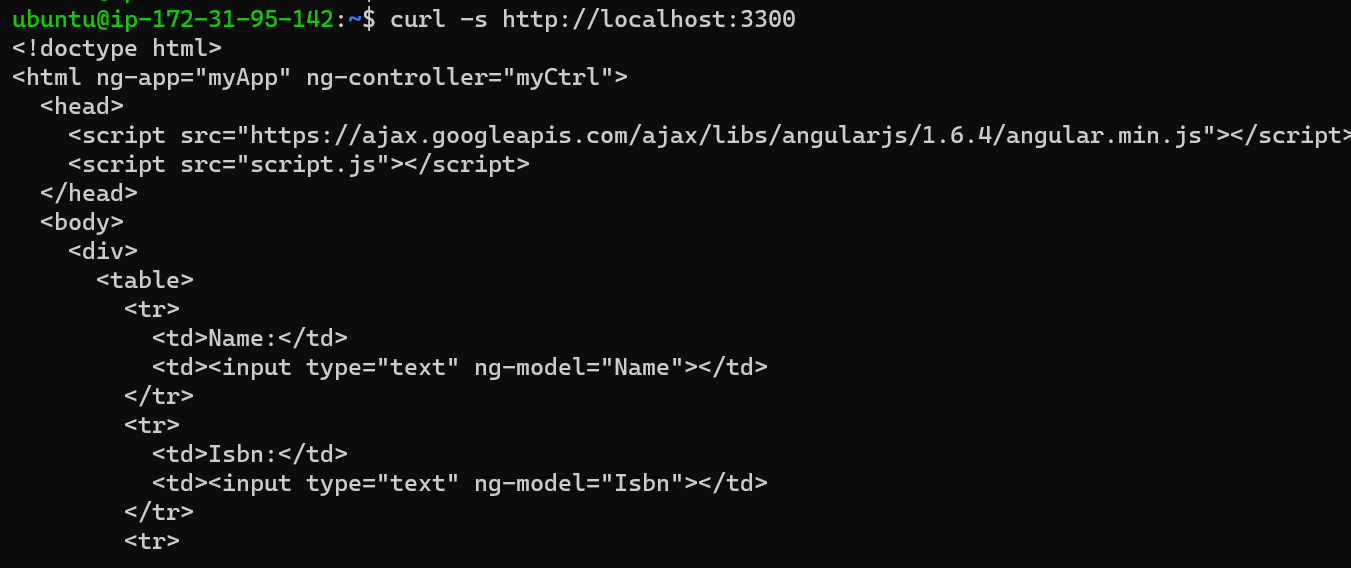 ubuntu@ip-172-31-95-142:~$ curl -s http://localhost:3300
<!doctype html>
<html ng-app="myApp" ng-controller="myCtrl">
  <head>
    <script src="https://ajax.googleapis.com/ajax/libs/angularjs/1.6.4/angular.min.js"></script>
    <script src="script.js"></script>
  </head>
  <body>
    <div>
      <table>
        <tr>
          <td>Name:</td>
          <td><input type="text" ng-model="Name"></td>
        </tr>
        <tr>
          <td>Isbn:</td>
          <td><input type="text" ng-model="Isbn"></td>
        </tr>
        <tr>